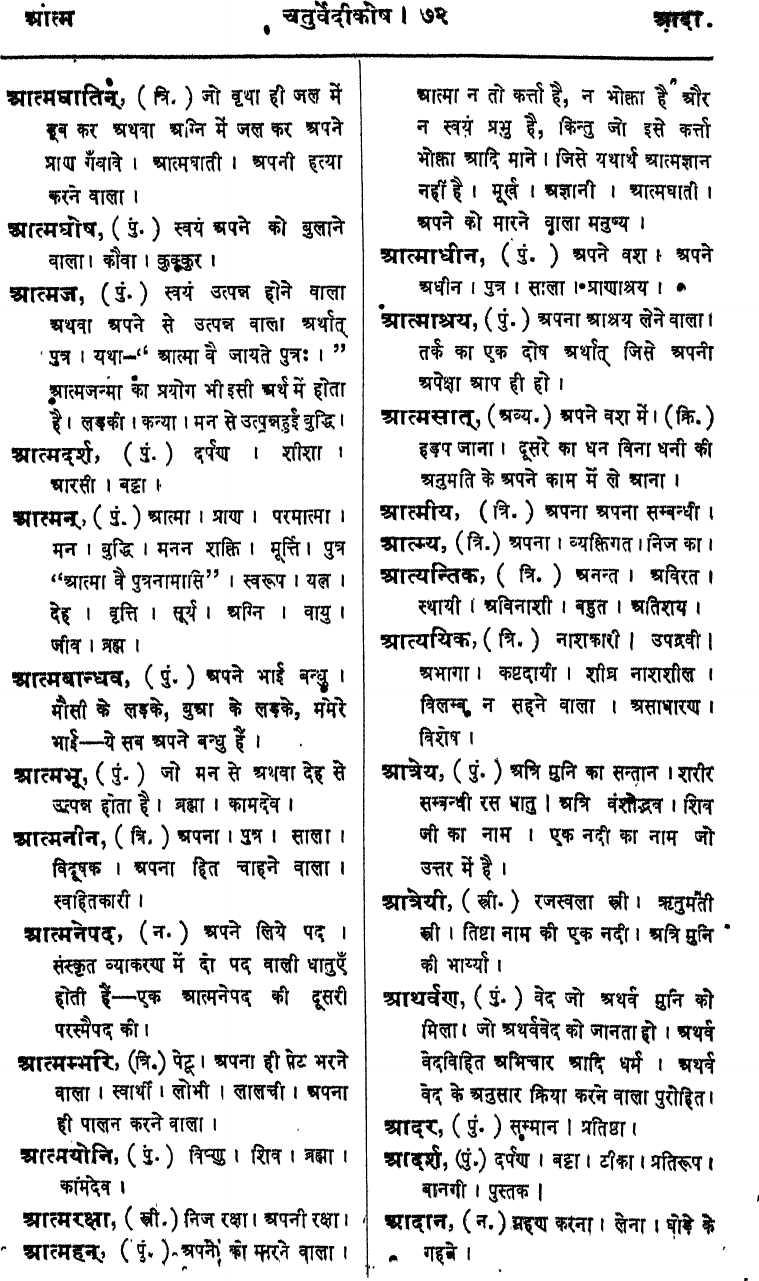 आत्म चतुर्वेदीकोष । ७२ आदा.
आत्मघातिन्, ( त्रि. ) जो वृथा ही जल में
डूब कर अथवा अग्नि में जल कर अपने
प्राण गँवावे । आत्मघाती । अपनी हत्या
करने वाला ।
आत्मघोष, ( पुं. ) स्वयं अपने को बुलाने
वाला । कौवा । कुक्कुर ।
आत्मज, ( पुं. ) स्वयं उत्पन्न होने वाला
अथवा अपने से उत्पन्न वाला अर्थात्
पुत्र । यथा–“ आत्मा वै जायते पुत्रः । ”
आत्मजन्मा का प्रयोग भी इसी अर्थ में होता
है । लड़की । कन्या । मन से उत्पन्नहुई बुद्धि ।
आत्मदर्श, ( पुं. ) दर्पण । शीशा ।
आरसी । बट्टा ।
आत्मन्, ( पुं. ) आत्मा । प्राण । परमात्मा ।
मन । बुद्धि । मनन शक्ति । मूर्त्ति । पुत्र
“आत्मा वै पुत्रनामासि” । स्वरूप । यत्न ।
देह । वृत्ति । सूर्य । अग्नि । वायु ।
जीव । ब्रह्म ।
आत्मबान्धव, ( पुं. ) अपने भाई बन्धु ।
मौसी के लड़के, बुआ के लड़के, ममेरे
भाई—ये सब अपने बन्धु हैं ।
आत्मभू, ( पुं. ) जो मन से अथवा देह से
उत्पन्न होता है । ब्रह्मा । कामदेव ।
आत्मनीन, ( त्रि. ) अपना । पुत्र । साला ।
विदूषक । अपना हित चाहने वाला ।
स्वहितकारी ।
आत्मनेपद, ( न. ) अपने लिये पद ।
संस्कृत व्याकरण में दो पद वाली धातुएँ
होती हैं—एक आत्मनेपद की दूसरी
परस्मैपद की ।
आत्मम्भरि, (त्रि.) पेटू । अपना ही पेट भरने
वाला । स्वार्थी । लोभी । लालची । अपना
ही पालन करने वाला ।
आत्मयोनि, ( पुं. ) विष्णु । शिव । ब्रह्मा ।
कामदेव ।
आत्मरक्षा, ( स्त्री. ) निज रक्षा । अपनी रक्षा ।
आत्महन्, ( पुं. ) अपने को मारने वाला ।
आत्मा न तो कर्त्ता है, न भोक्ता है और
न स्वयं प्रभु है, किन्तु जो इसे कर्त्ता
भोक्ता आदि माने । जिसे यथार्थ आत्मज्ञान
नहीं है । मूर्ख । अज्ञानी । आत्मघाती ।
अपने को मारने वाला मनुष्य ।
आत्माधीन, ( पुं. ) अपने वश । अपने
अधीन । पुत्र । साला । प्राणाश्रय ।
आत्माश्रय, ( पुं. ) अपना आश्रय लेने वाला ।
तर्क का एक दोष अर्थात् जिसे अपनी
अपेक्षा आप ही हो ।
आत्मसात्, ( अव्य. ) अपने वश में । ( क्रि. )
हड़प जाना । दूसरे का धन विना धनी की
अनुमति के अपने काम में ले आना ।
आत्मीय, ( त्रि. ) अपना अपना सम्बन्धी ।
आत्म्य, ( त्रि. ) अपना । व्यक्तिगत । निज का ।
आत्यन्तिक, ( त्रि. ) अनन्त । अविरत ।
स्थायी । अविनाशी । बहुत । अतिशय ।
आत्ययिक, ( त्रि. ) नाशकारी । उपद्रवी ।
अभागा । कष्टदायी । शीघ्र नाशशील ।
विलम्ब न सहने वाला । असाधारण ।
विशेष ।
आत्रेय, ( पुं. ) अत्रि मुनि का सन्तान । शरीर
सम्बन्धी रस धातु । अत्रि वंशोद्भव । शिव
जी का नाम । एक नदी का नाम जो
उत्तर में है ।
आत्रेयी, ( स्त्री. ) रजस्वला स्त्री । ऋतुमती
स्त्री । तिष्टा नाम की एक नदी । अत्रि मुनि
की भार्य्या ।
आथर्वण, ( पुं. ) वेद जो अथर्व मुनि को
मिला । जो अथर्ववेद को जानता हो । अथर्व
वेदविहित अभिचार आदि धर्म । अथर्व
वेद के अनुसार क्रिया करने वाला पुरोहित ।
आदर, ( पुं. ) सम्मान । प्रतिष्ठा ।
आदर्श, (पुं.) दर्पण । बट्टा । टीका । प्रतिरूप ।
बानगी । पुस्तक ।
आदान, ( न. ) ग्रहण करना । लेना । घोड़े के
गहने ।